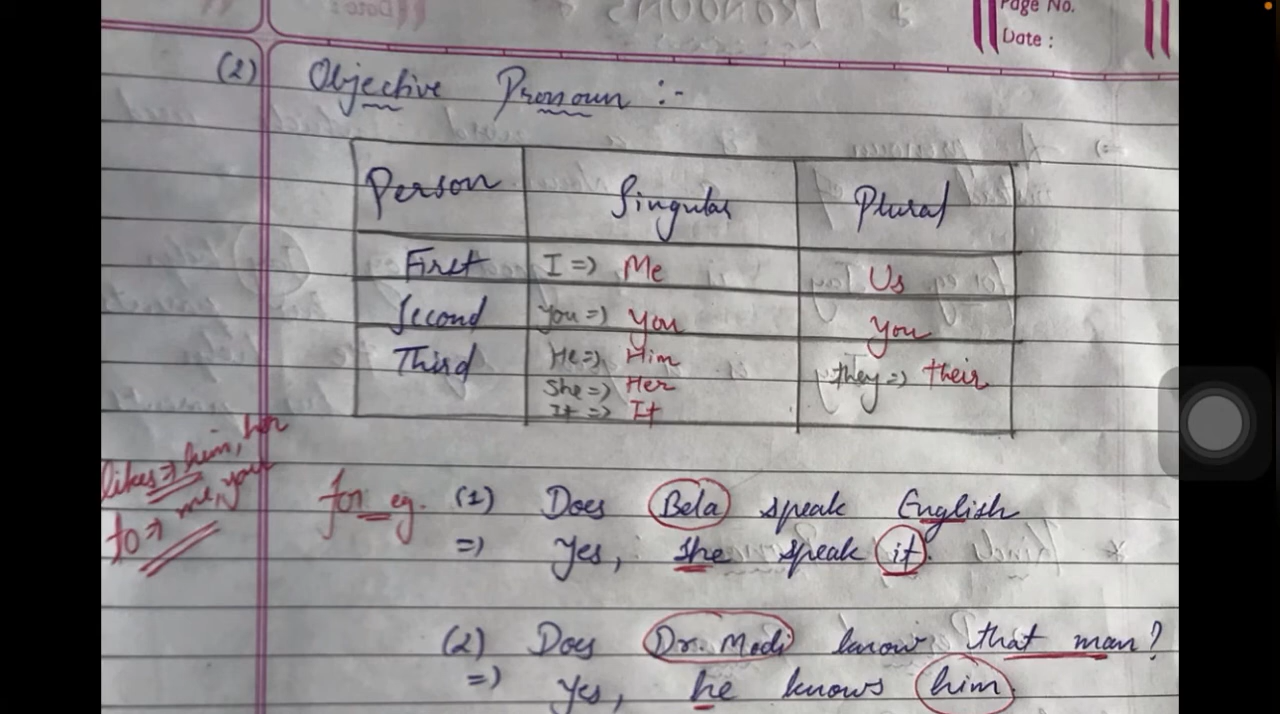 Page No.
Date :
(2) Objective Pronoun :-
Person Singular Plural
First I => Me Us
Second You => you you
Third He => Him they => their
She => Her
It => It
likes => him, her
to => me, you
for eg. (1) Does Bela speak English
=) Yes, she speak it.
(2) Does Dr. Modi know that man?
=) Yes, he knows him.